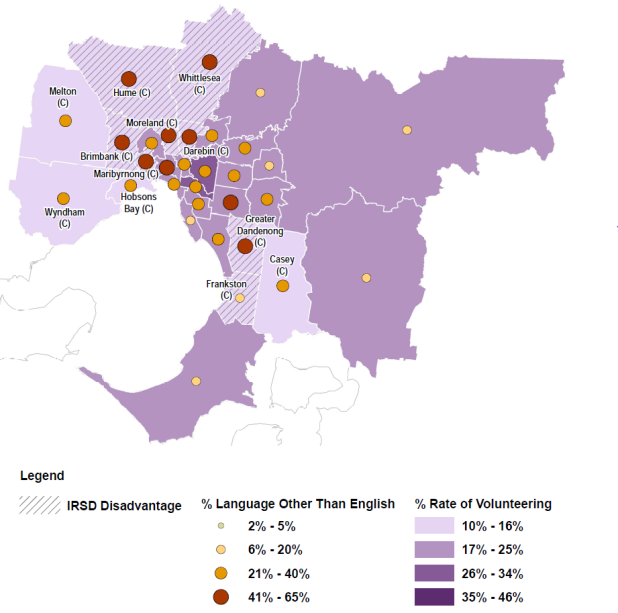 Whittlesea
(C)
Hume (C)
Melton
(C)
Moreland (C)
Darebin (C)
Brimbank (C)
Maribyrnong (C)
Hobsons
Bay (C)
Wyndham
(C)
Greater
Dandenong
(C)
Casey
(C)
Frankston
(C)
Legend
IRSD Disadvantage
% Language Other Than English
2% - 5%
6% - 20%
21% - 40%
41% - 65%
% Rate of Volunteering
10% - 16%
17% - 25%
26% - 34%
35% - 46%